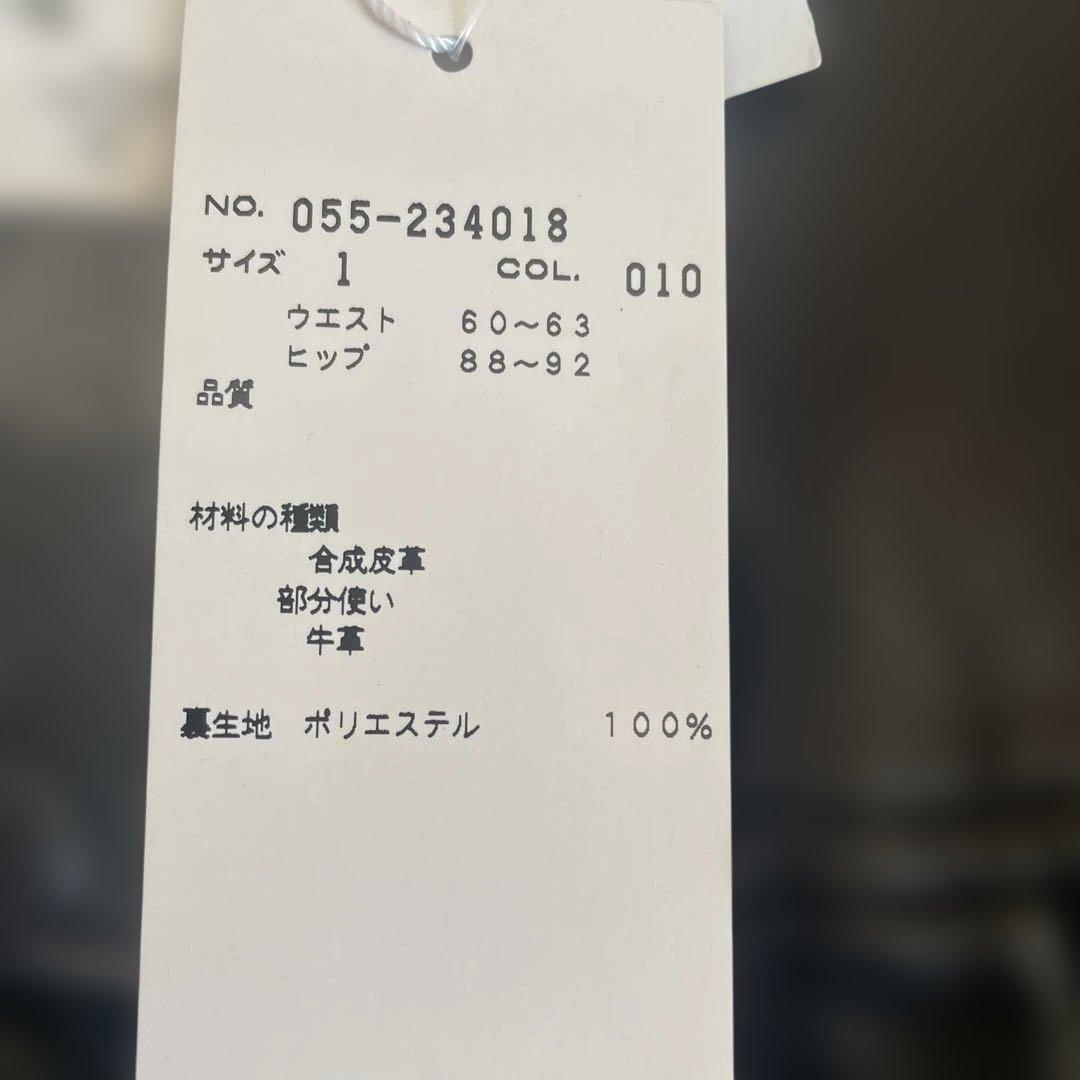 NO. 055-234018
サイズ 1 COL. 010
ウエスト 60〜63
ヒップ 88〜92
品質
材料の種類
合成皮革
部分使い
牛革
裏生地 ポリエステル 100%